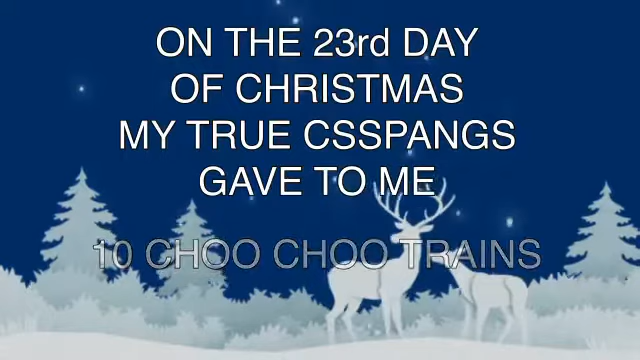 ON THE 23rd DAY
OF CHRISTMAS
MY TRUE CSSPANGS
GAVE TO ME
10 CHOO CHOO TRAINS